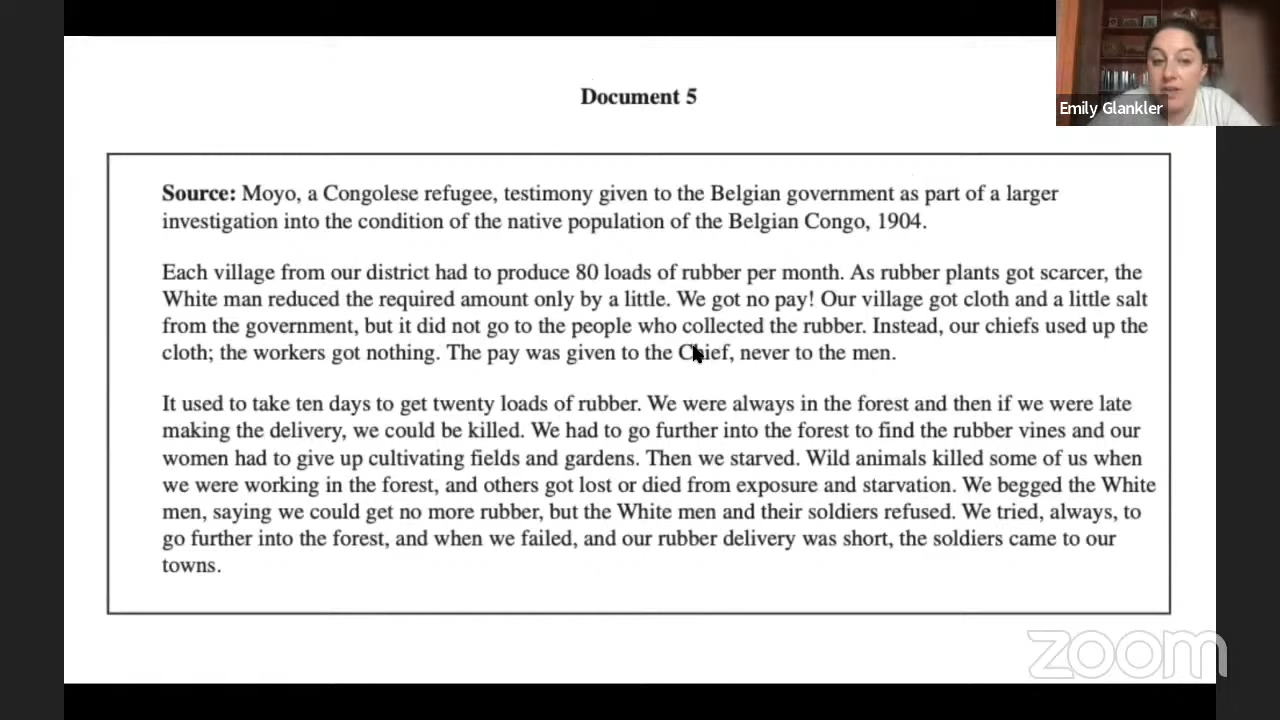 Document 5
Emily Glankler
Source: Moyo, a Congolese refugee, testimony given to the Belgian government as part of a larger
investigation into the condition of the native population of the Belgian Congo, 1904.
Each village from our district had to produce 80 loads of rubber per month. As rubber plants got scarcer, the
White man reduced the required amount only by a little. We got no pay! Our village got cloth and a little salt
from the government, but it did not go to the people who collected the rubber. Instead, our chiefs used up the
cloth; the workers got nothing. The pay was given to the Chief, never to the men.
It used to take ten days to get twenty loads of rubber. We were always in the forest and then if we were late
making the delivery, we could be killed. We had to go further into the forest to find the rubber vines and our
women had to give up cultivating fields and gardens. Then we starved. Wild animals killed some of us when
we were working in the forest, and others got lost or died from exposure and starvation. We begged the White
men, saying we could get no more rubber, but the White men and their soldiers refused. We tried, always, to
go further into the forest, and when we failed, and our rubber delivery was short, the soldiers came to our
towns.
zoom